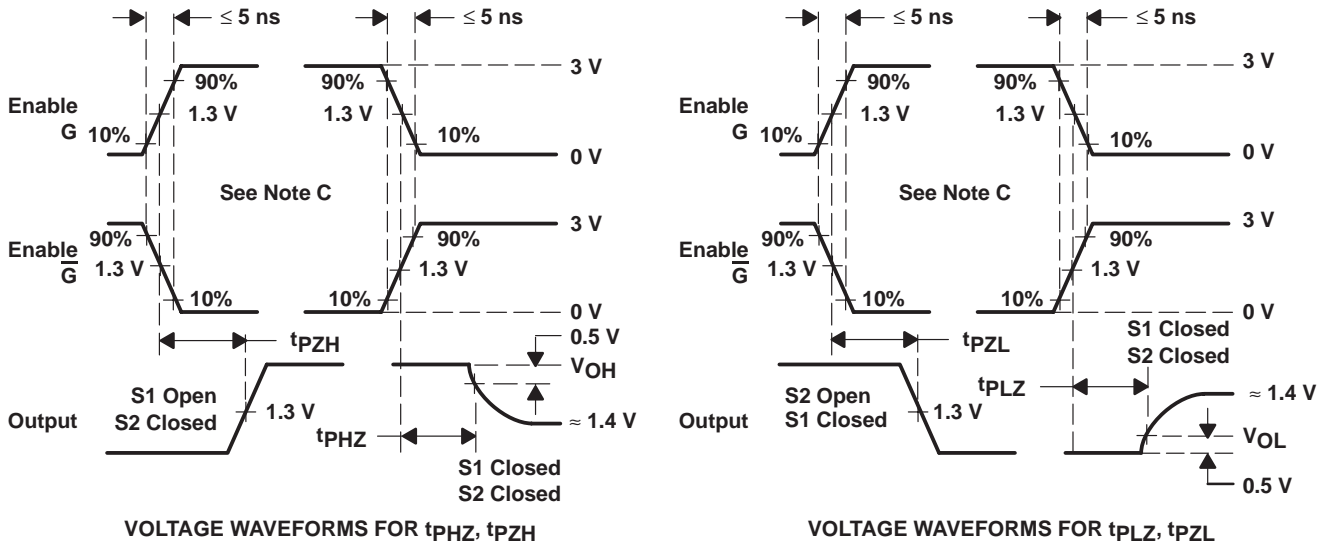 ≤ 5 ns
3 V
90%
90%
Enable
G
1.3 V
1.3 V
10%
10%
0 V
See Note C
3 V
Enable
G̅
90%
90%
1.3 V
1.3 V
10%
10%
0 V
tPZH
0.5 V
VOH
Output
S1 Open
S2 Closed
1.3 V
tPHZ
≈ 1.4 V
S1 Closed
S2 Closed
VOLTAGE WAVEFORMS FOR tPHZ, tPZH
≤ 5 ns
≤ 5 ns
≤ 5 ns
3 V
90%
90%
Enable
G
1.3 V
1.3 V
10%
10%
0 V
See Note C
3 V
Enable
G̅
90%
90%
1.3 V
1.3 V
10%
10%
0 V
tPZL
S1 Closed
S2 Closed
tPLZ
Output
S2 Open
S1 Closed
1.3 V
≈ 1.4 V
VOL
0.5 V
VOLTAGE WAVEFORMS FOR tPLZ, tPZL